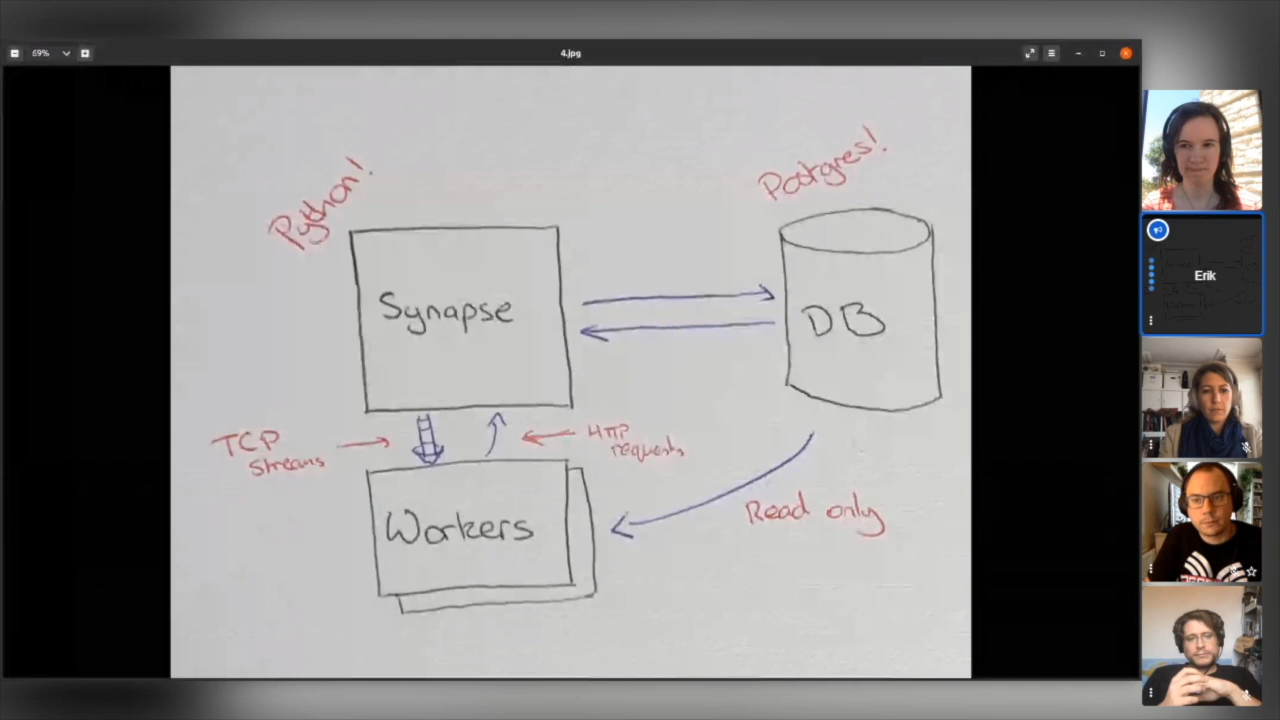 69%
4.jpg
Python!
Postgres!
Synapse
DB
TCP
streams
HTTP
requests
Workers
Read only
Erik